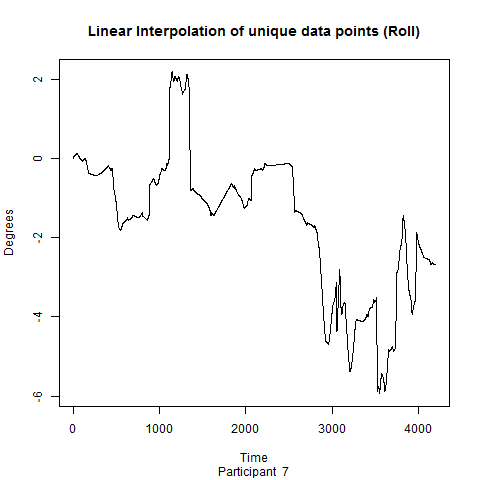 Linear Interpolation of unique data points (Roll)
Degrees
2
0
-2
-4
-6
0 1000 2000 3000 4000
Time
Participant 7